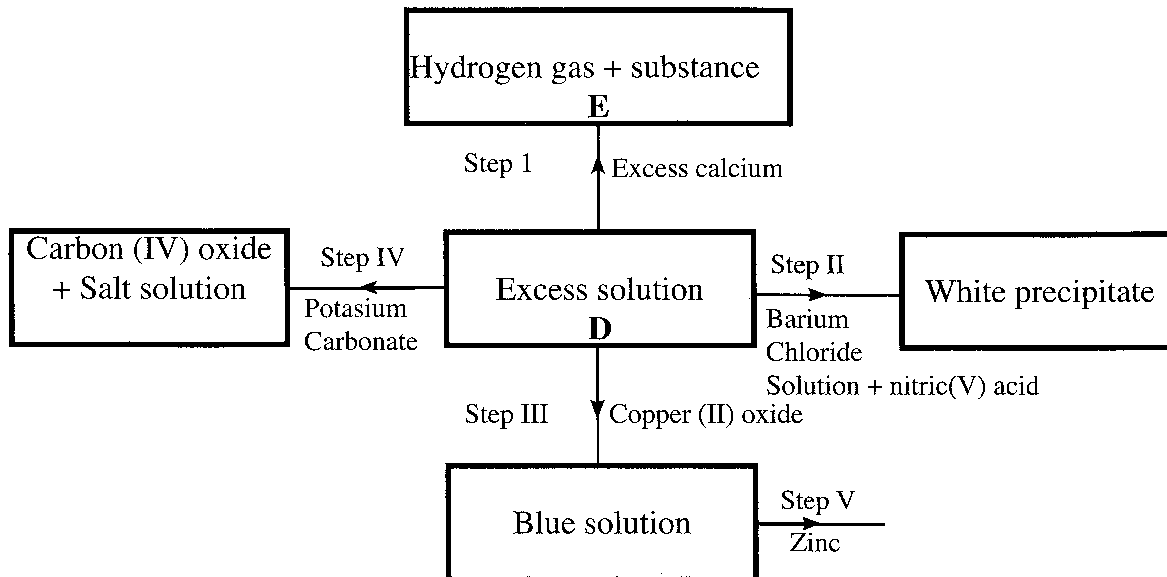 Hydrogen gas + substance
E
Step 1
Excess calcium
Carbon (IV) oxide
+ Salt solution
Step IV
Potasium
Carbonate
Excess solution
D
Step II
Barium
Chloride
Solution + nitric(V) acid
White precipitate
Step III
Copper (II) oxide
Blue solution
Step V
Zinc